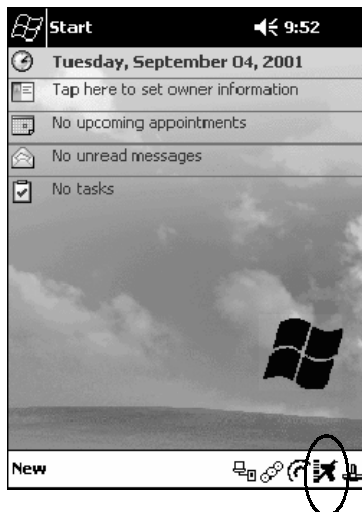 Start 9:52
Tuesday, September 04, 2001
Tap here to set owner information
No upcoming appointments
No unread messages
No tasks
New